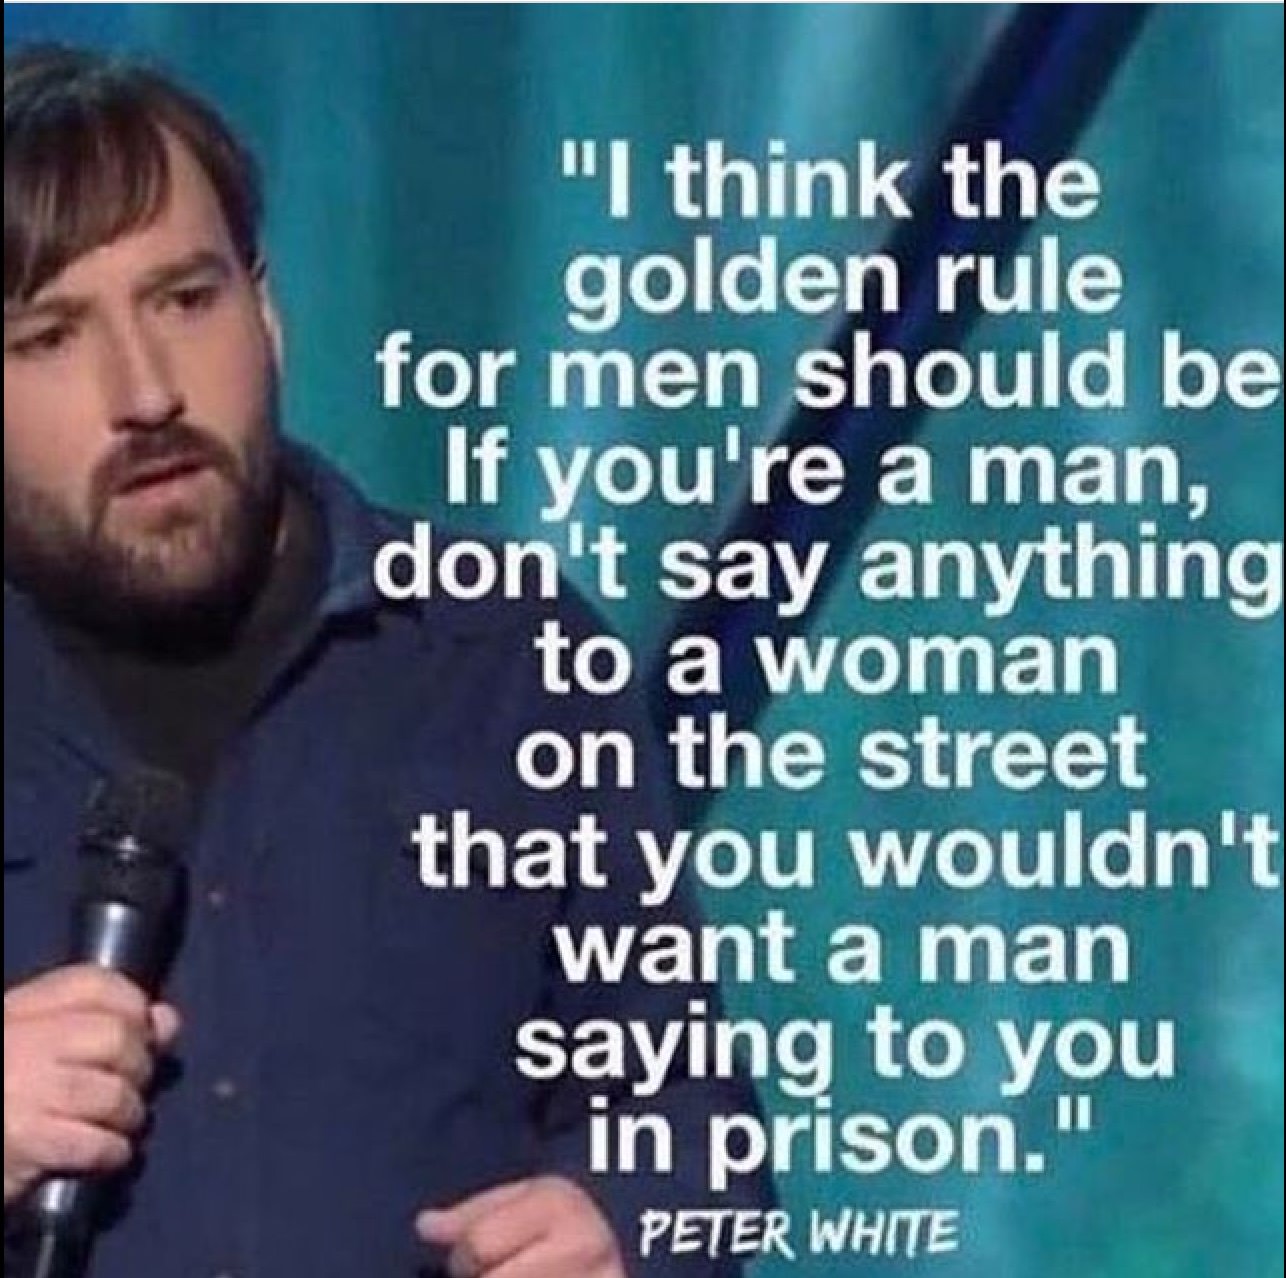 "I think the
golden rule
for men should be
If you're a man,
don't say anything
to a woman
on the street
that you wouldn't
want a man
saying to you
in prison."
PETER WHITE